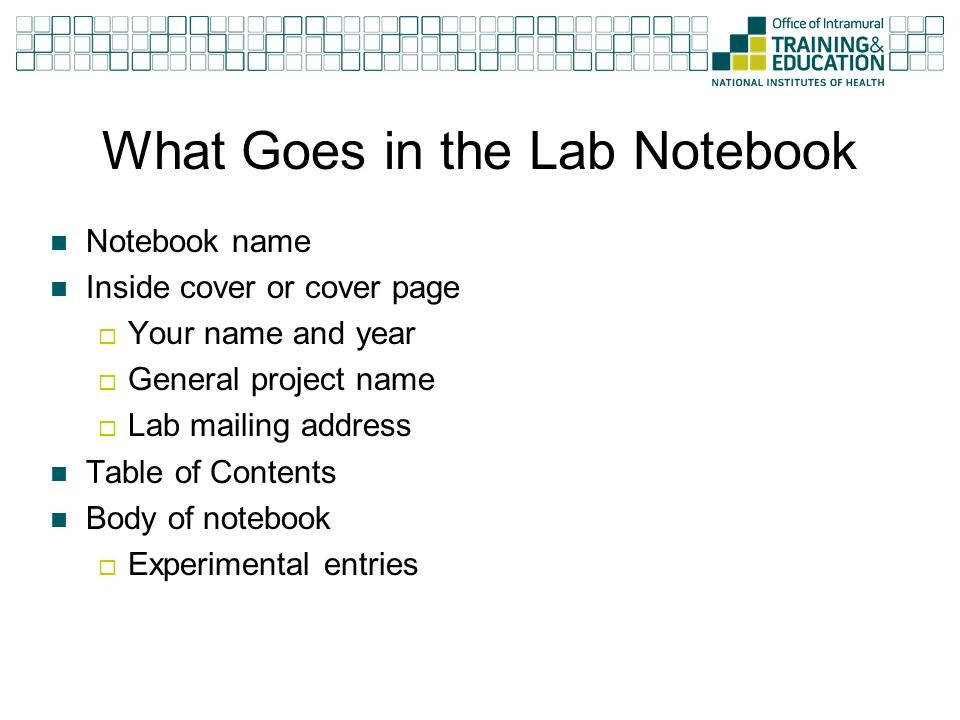 Office of Intramural
TRAINING&
EDUCATION
NATIONAL INSTITUTES OF HEALTH
What Goes in the Lab Notebook
Notebook name
Inside cover or cover page
Your name and year
General project name
Lab mailing address
Table of Contents
Body of notebook
Experimental entries